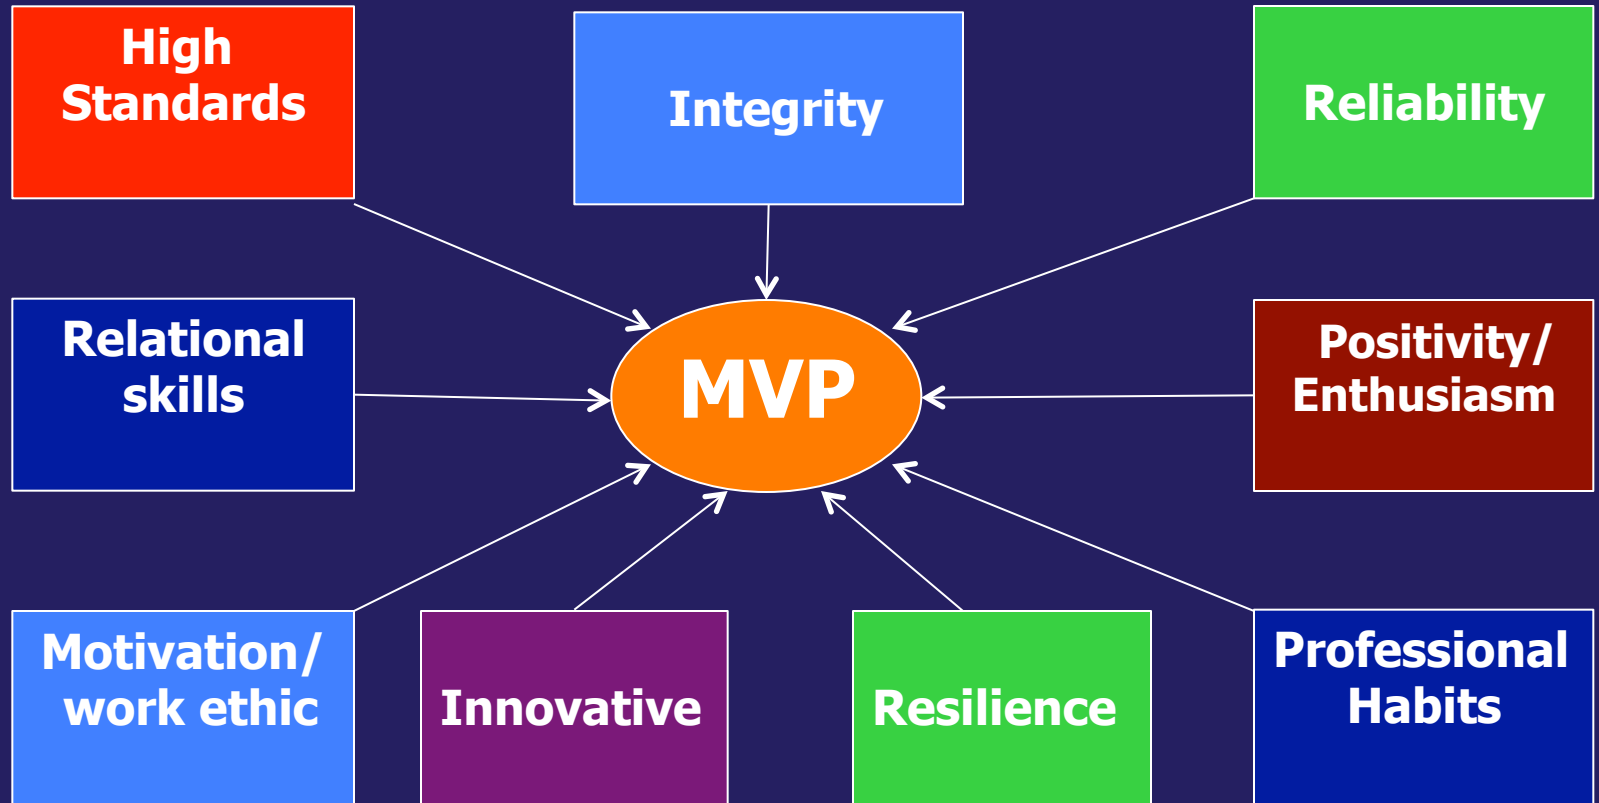 High
Standards
Integrity
Reliability
Relational
skills
MVP
Positivity/
Enthusiasm
Motivation/
work ethic
Innovative
Resilience
Professional
Habits